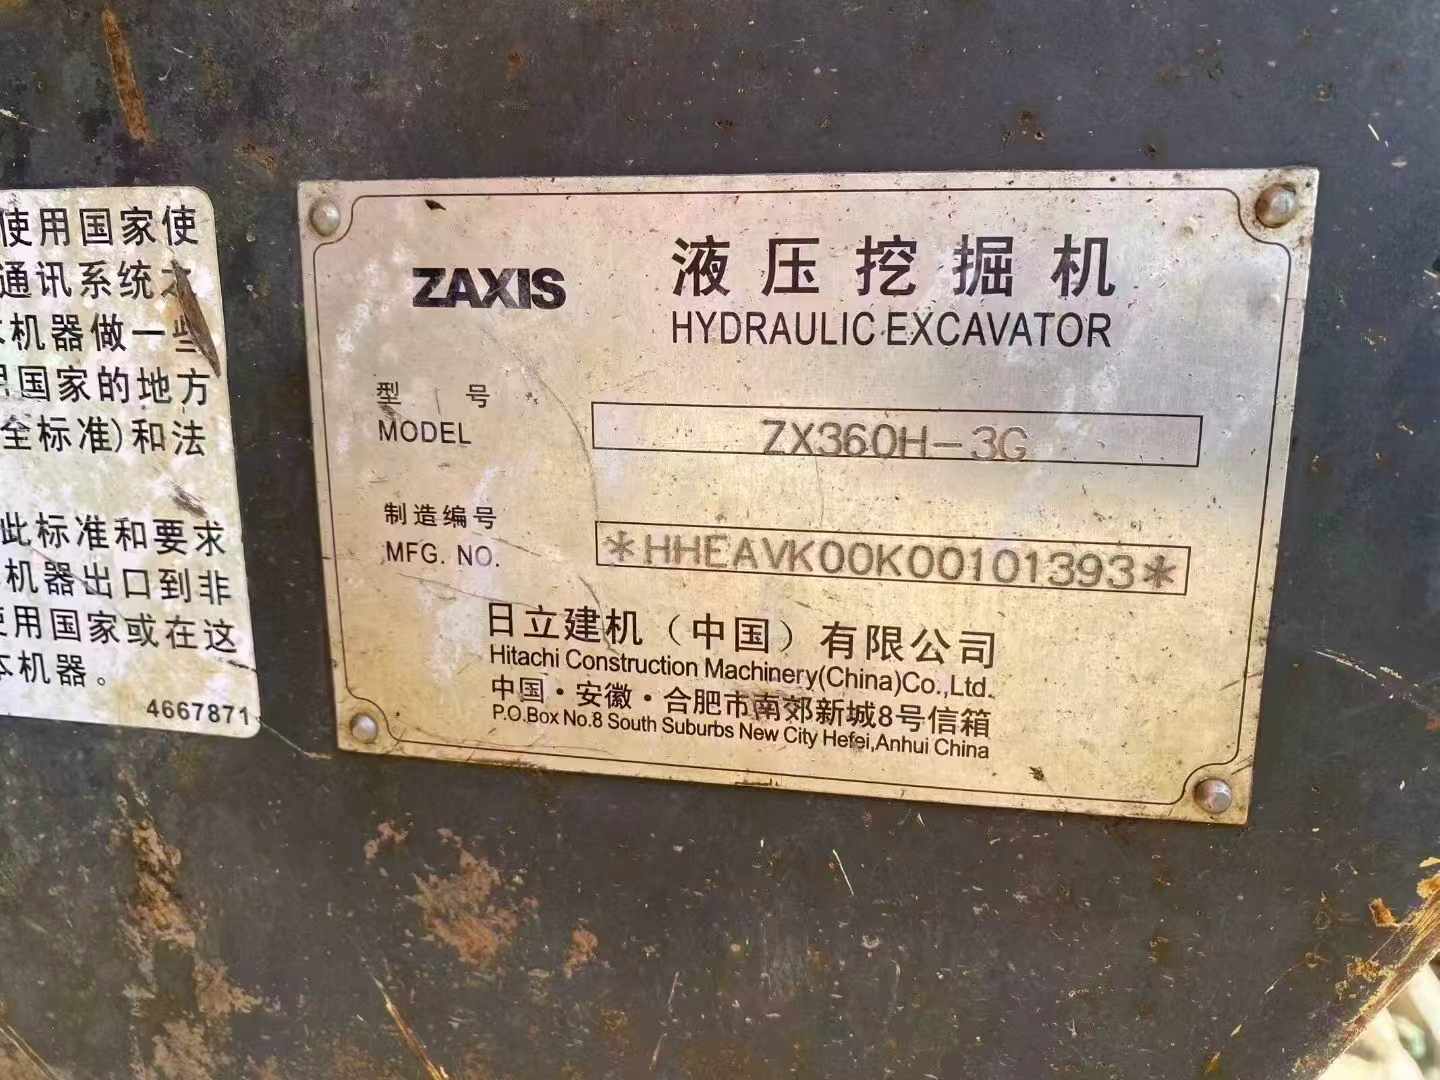 使用国家使
通讯系统
机器做一些
国家的地方
全标准)和法
此标准和要求
机器出口到非
使用国家或在这
本机器。
4667871
ZAXIS
液压挖掘机
HYDRAULIC EXCAVATOR
型号
MODEL
ZX360H-3G
制造编号
MFG. NO.
*HHEAVK00K00101393*
日立建机(中国)有限公司
Hitachi Construction Machinery(China)Co.,Ltd.
中国·安徽·合肥市南郊新城8号信箱
P.O.Box No.8 South Suburbs New City Hefei,Anhui China